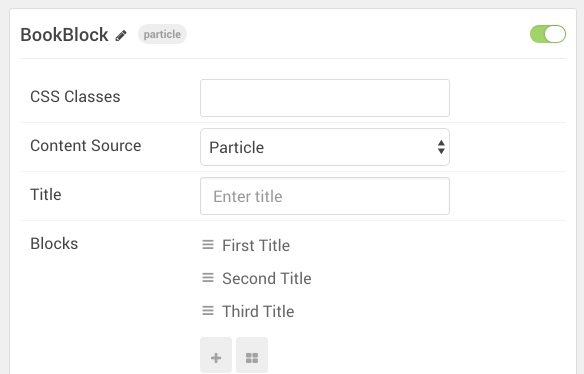 BookBlock particle
CSS Classes
Content Source Particle
Title Enter title
Blocks First Title
Second Title
Third Title